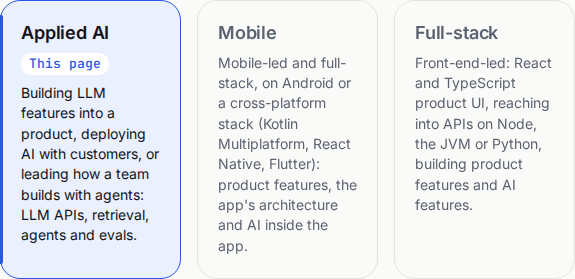 Applied AI
This page
Building LLM
features into a
product, deploying
AI with customers, or
leading how a team
builds with agents:
LLM APIs, retrieval,
agents and evals.
Mobile
Mobile-led and full-
stack, on Android or
a cross-platform
stack (Kotlin
Multiplatform, React
Native, Flutter):
product features, the
app's architecture
and AI inside the
app.
Full-stack
Front-end-led: React
and TypeScript
product UI, reaching
into APIs on Node,
the JVM or Python,
building product
features and AI
features.